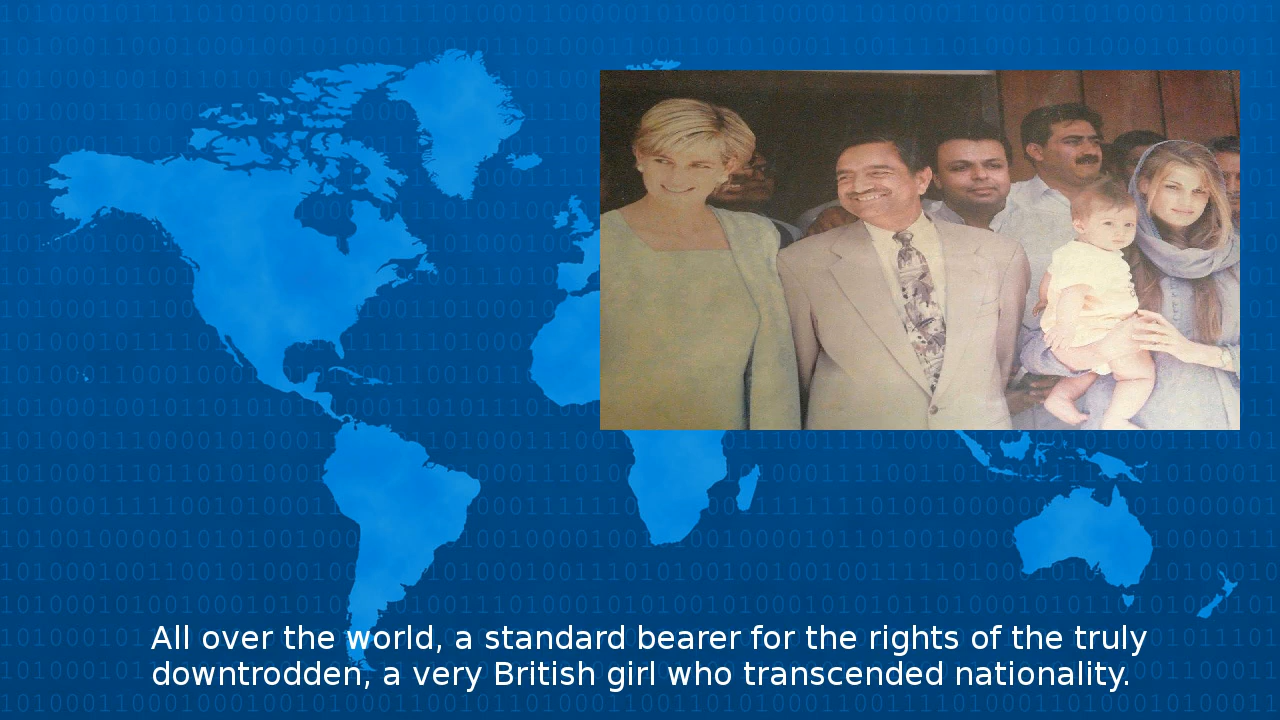 All over the world, a standard bearer for the rights of the truly
downtrodden, a very British girl who transcended nationality.